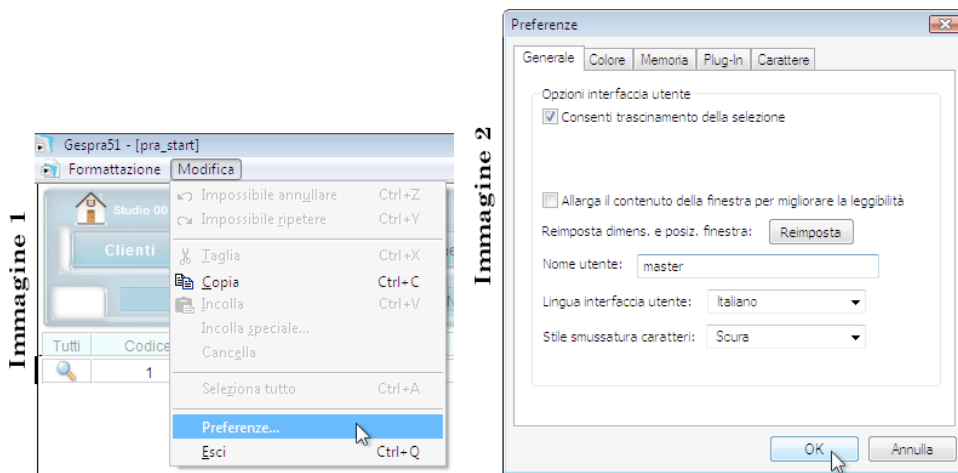 Immagine 1
Gespra51 - [pra_start]
Formattazione Modifica
Studio 00
Clienti
Tutti Codice
1
Impossibile annullare Ctrl+Z
Impossibile ripetere Ctrl+Y
Taglia Ctrl+X
Copia Ctrl+C
Incolla Ctrl+V
Incolla speciale...
Cancella
Seleziona tutto Ctrl+A
Preferenze...
Esci Ctrl+Q
Immagine 2
Preferenze
Generale Colore Memoria Plug-In Carattere
Opzioni interfaccia utente
Consenti trascinamento della selezione
Allarga il contenuto della finestra per migliorare la leggibilità
Reimposta dimens. e posiz. finestra: Reimposta
Nome utente: master
Lingua interfaccia utente: Italiano
Stile smussatura caratteri: Scura
OK Annulla